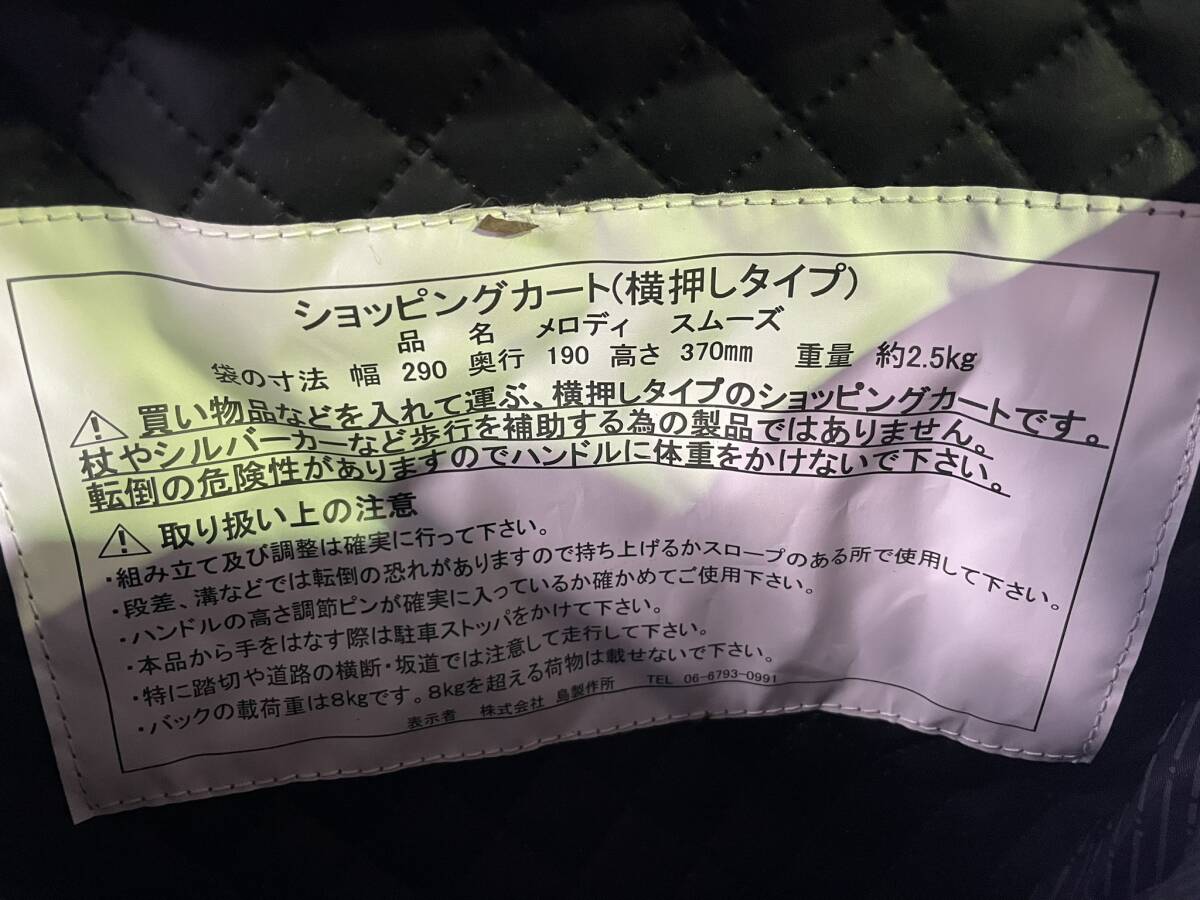 ショッピングカート(横押しタイプ)
品 名 メロディ スムーズ
袋の寸法 幅 290 奥行 190 高さ 370mm 重量 約2.5kg
買い物品などを入れて運ぶ、横押しタイプのショッピングカートです。
杖やシルバーカーなど歩行を補助する為の製品ではありません。
転倒の危険性がありますのでハンドルに体重をかけないで下さい。
取り扱い上の注意
・組み立て及び調整は確実に行って下さい。
・段差、溝などでは転倒の恐れがありますので持ち上げるかスロープのある所で使用して下さい。
・ハンドルの高さ調節ピンが確実に入っているか確かめてご使用下さい。
・本品から手をはなす際は駐車ストッパをかけて下さい。
・特に踏切や道路の横断・坂道では注意して走行して下さい。
・バックの載荷重は8kgです。8kgを超える荷物は載せないで下さい。
表示者 株式会社 島製作所 TEL 06-6793-0991